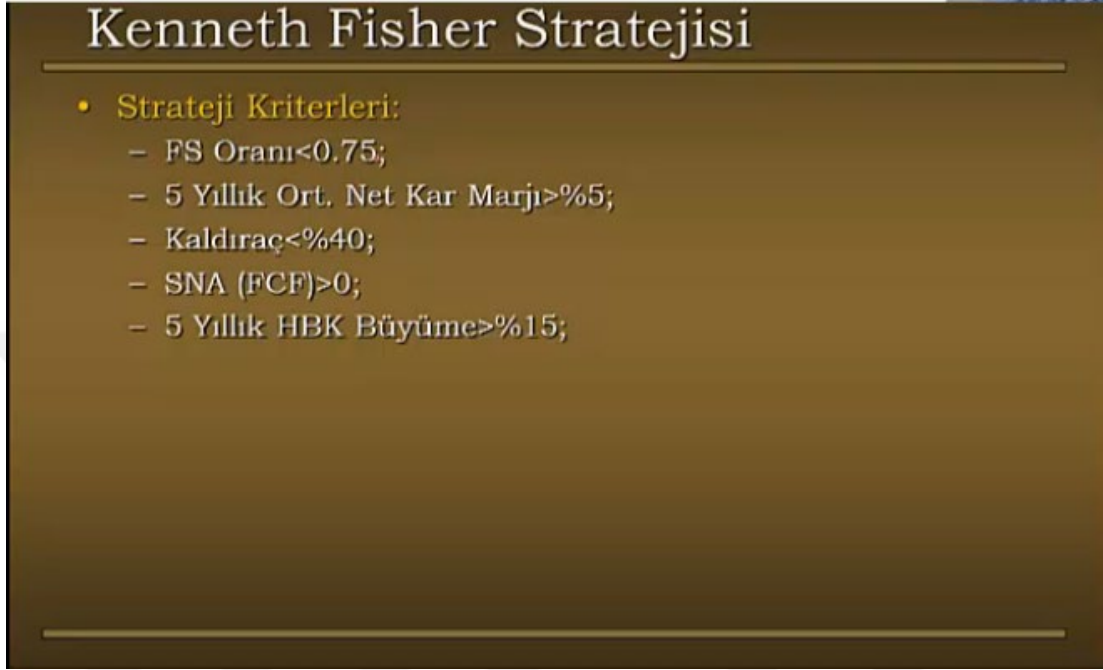 Kenneth Fisher Stratejisi
• Strateji Kriterleri:
– FS Oranı<0.75;
– 5 Yıllık Ort. Net Kar Marjı>%5;
– Kaldıraç<%40;
– SNA (FCF)>0;
– 5 Yıllık HBK Büyüme>%15;